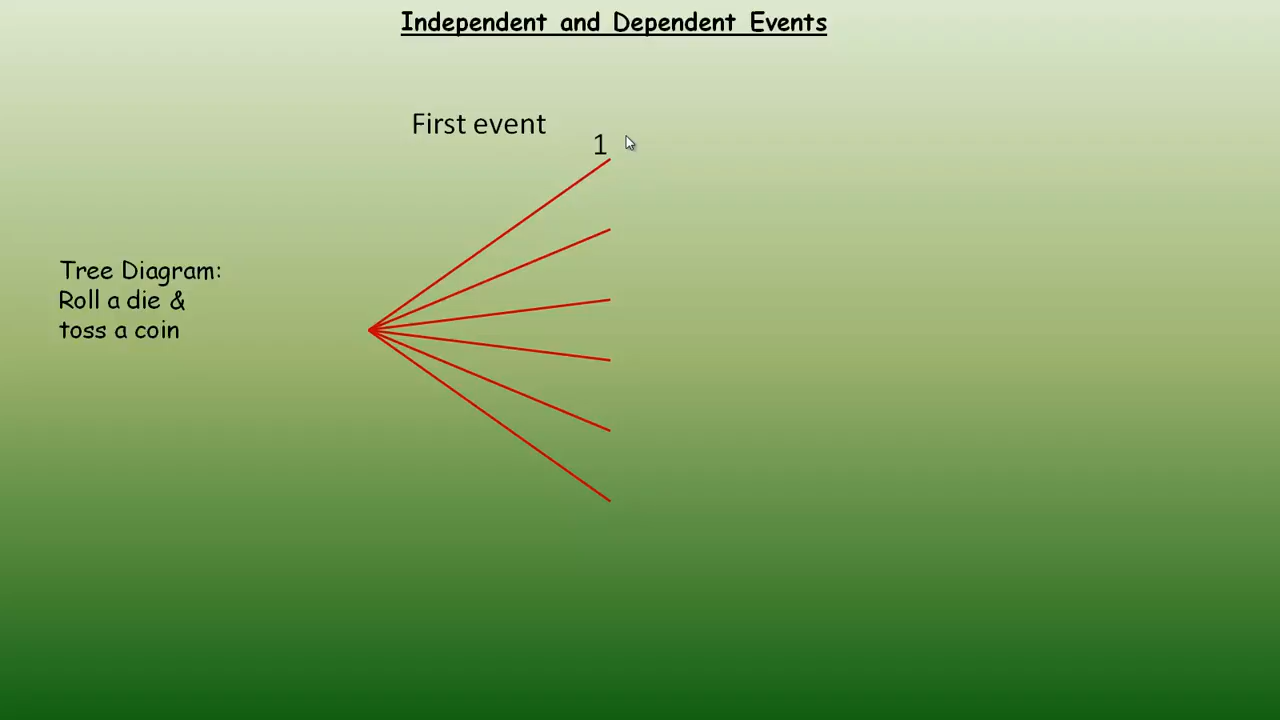 Independent and Dependent Events
First event
1
Tree Diagram:
Roll a die &
toss a coin